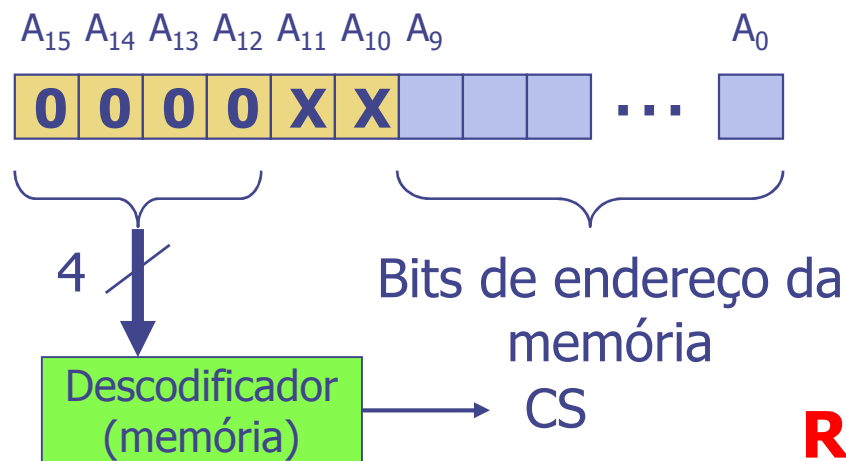 A15 A14 A13 A12 A11 A10 A9 A0
0 0 0 0 X X ...
4
Bits de endereço da
memória
Descodificador
(memória)
CS
R